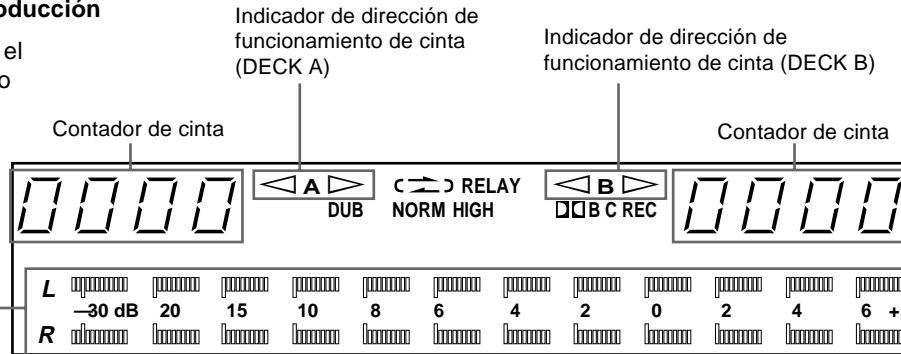 oducción
el
o
Indicador de dirección de
funcionamiento de cinta
(DECK A)
Indicador de dirección de
funcionamiento de cinta (DECK B)
Contador de cinta
Contador de cinta
0000 A RELAY B 0000
DUB NORM HIGH B C REC
L
–30 dB 20 15 10 8 6 4 2 0 2 4 6 +
R